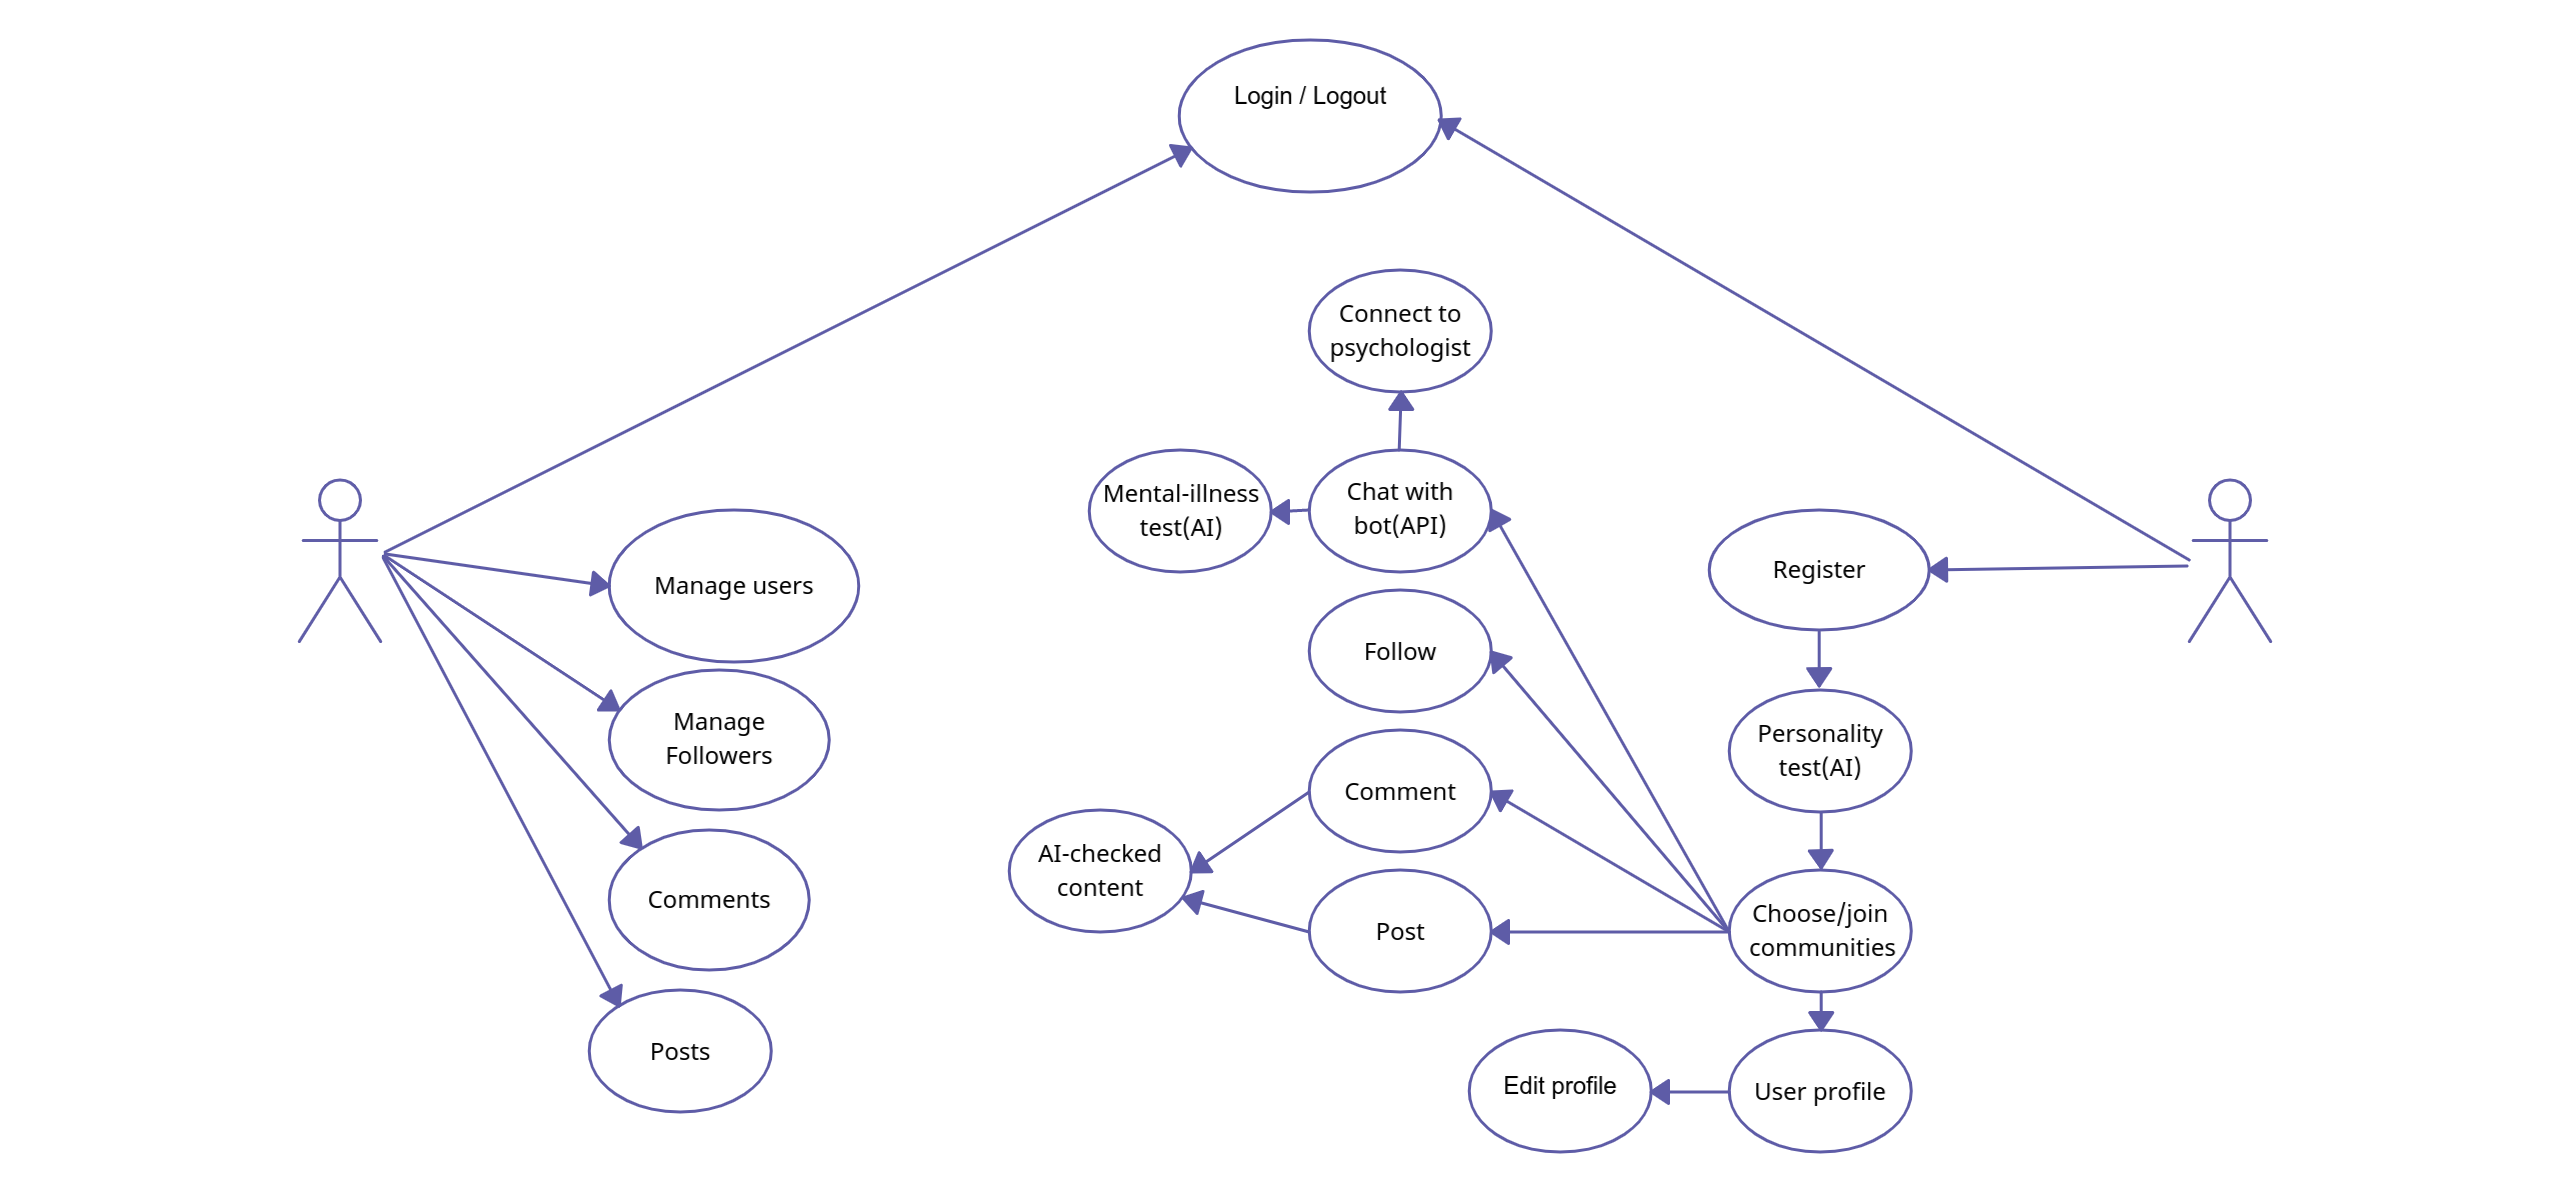 Login / Logout
Connect to
psychologist
Mental-illness
test(AI)
Chat with
bot(API)
Register
Manage users
Follow
Manage
Followers
Personality
test(AI)
Comment
AI-checked
content
Comments
Post
Choose/join
communities
Posts
Edit profile
User profile